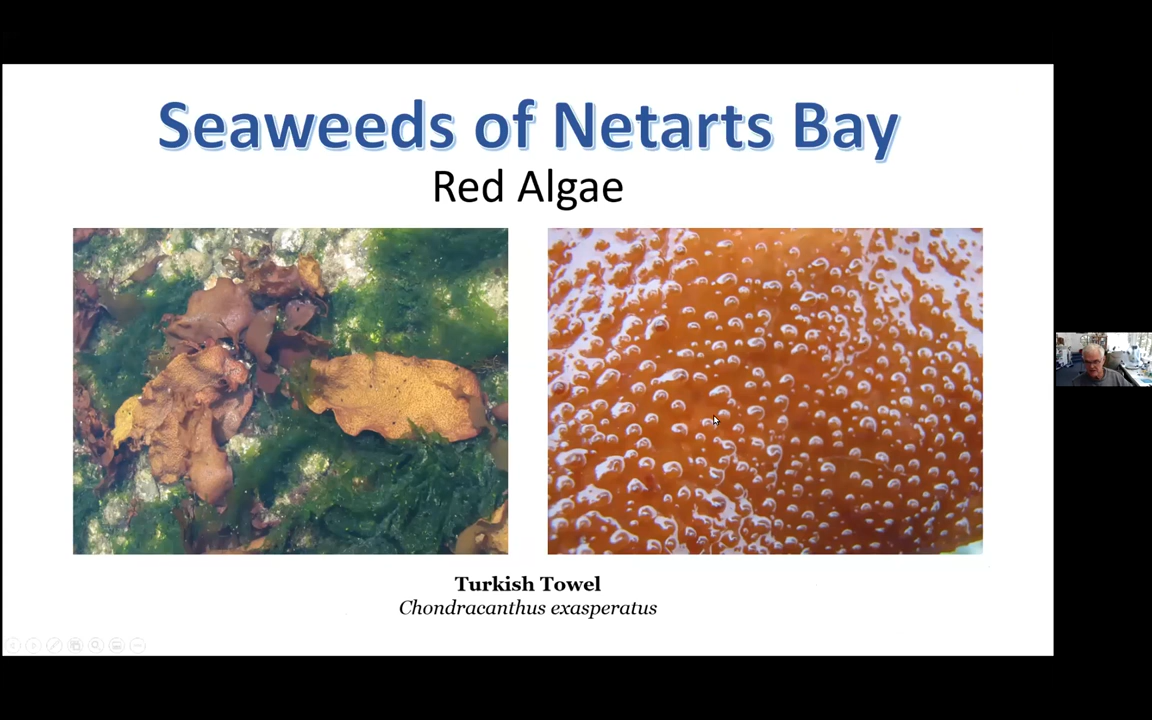 Seaweeds of Netarts Bay
Red Algae
Turkish Towel
Chondracanthus exasperatus